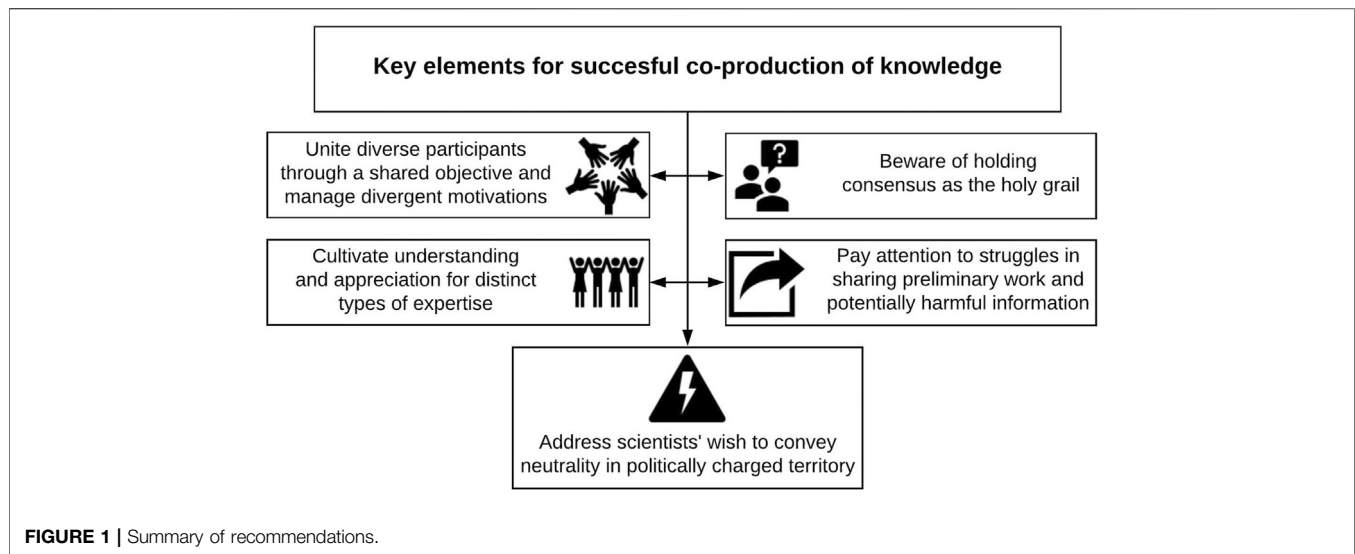 Key elements for succesful co-production of knowledge
Unite diverse participants
through a shared objective and
manage divergent motivations
?
Beware of holding
consensus as the holy grail
Cultivate understanding
and appreciation for distinct
types of expertise
Pay attention to struggles in
sharing preliminary work and
potentially harmful information
Address scientists' wish to convey
neutrality in politically charged territory
FIGURE 1 | Summary of recommendations.